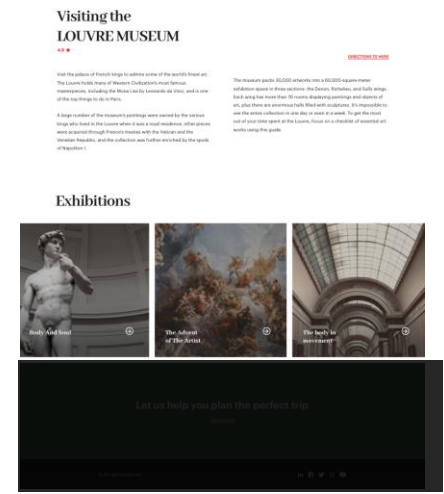 Visiting the
LOUVRE MUSEUM
4.9 ★
DIRECTIONS TO HERE
Visit the palace of French kings to admire some of the world's finest art.
The Louvre holds many of Western Civilization's most famous
masterpieces, including the Mona Lisa by Leonardo da Vinci, and is one
of the top things to do in Paris.
A large number of the museum's paintings were owned by the various
kings who lived in the Louvre when it was a royal residence, other pieces
were acquired through France's treaties with the Vatican and the
Venetian Republic, and the collection was further enriched by the spoils
of Napoléon I.
The museum packs 30,000 artworks into a 60,600-square-meter
exhibition space in three sections- the Denon, Richelieu, and Sully wings.
Each wing has more than 70 rooms displaying paintings and objects of
art, plus there are enormous halls filled with sculptures. It's impossible to
see the entire collection in one day or even in a week. To get the most
out of your time spent at the Louvre, focus on a checklist of essential art
works using this guide.
Exhibitions
Body And Soul
The Advent
of The Artist
The body in
movement
Let us help you plan the perfect trip